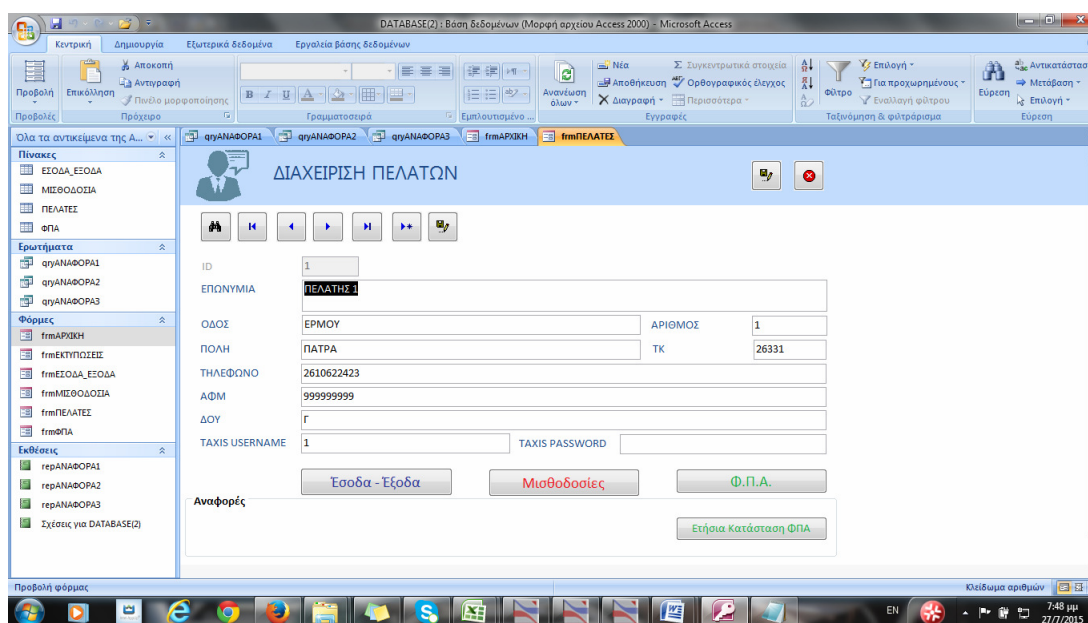 DATABASE(2) : Βάση δεδομένων (Μορφή αρχείου Access 2000) - Microsoft Access
Κεντρική Δημιουργία Εξωτερικά δεδομένα Εργαλεία βάσης δεδομένων
Προβολή
Προβολές
Επικόλληση
Αποκοπή
Αντιγραφή
Πινέλο μορφοποίησης
Πρόχειρο
B I U
Γραμματοσειρά
Εμπλουτισμένο ...
Ανανέωση όλων
Νέα
Αποθήκευση
Διαγραφή
Σ Συγκεντρωτικά στοιχεία
Ορθογραφικός έλεγχος
Περισσότερα
Εγγραφές
Φίλτρο
Επιλογή
Για προχωρημένους
Εναλλαγή φίλτρου
Ταξινόμηση & φιλτράρισμα
Εύρεση
Αντικατάστασ
Μετάβαση
Επιλογή
Εύρεση
Όλα τα αντικείμενα της A...
qryΑΝΑΦΟΡΑ1 qryΑΝΑΦΟΡΑ2 qryΑΝΑΦΟΡΑ3 frmΑΡΧΙΚΗ frmΠΕΛΑΤΕΣ
Πίνακες
ΕΣΟΔΑ_ΕΞΟΔΑ
ΜΙΣΘΟΔΟΣΙΑ
ΠΕΛΑΤΕΣ
ΦΠΑ
Ερωτήματα
qryΑΝΑΦΟΡΑ1
qryΑΝΑΦΟΡΑ2
qryΑΝΑΦΟΡΑ3
Φόρμες
frmΑΡΧΙΚΗ
frmΕΚΤΥΠΩΣΕΙΣ
frmΕΣΟΔΑ_ΕΞΟΔΑ
frmΜΙΣΘΟΔΟΣΙΑ
frmΠΕΛΑΤΕΣ
frmΦΠΑ
Εκθέσεις
repΑΝΑΦΟΡΑ1
repΑΝΑΦΟΡΑ2
repΑΝΑΦΟΡΑ3
Σχέσεις για DATABASE(2)
ΔΙΑΧΕΙΡΙΣΗ ΠΕΛΑΤΩΝ
ID 1
ΕΠΩΝΥΜΙΑ ΠΕΛΑΤΗΣ 1
ΟΔΟΣ ΕΡΜΟΥ ΑΡΙΘΜΟΣ 1
ΠΟΛΗ ΠΑΤΡΑ ΤΚ 26331
ΤΗΛΕΦΩΝΟ 2610622423
ΑΦΜ 999999999
ΔΟΥ Γ
TAXIS USERNAME 1 TAXIS PASSWORD
Έσοδα - Έξοδα Μισθοδοσίες Φ.Π.Α.
Αναφορές
Ετήσια Κατάσταση ΦΠΑ
Προβολή φόρμας Κλείδωμα αριθμών
EN 7:48 μμ
27/7/2015